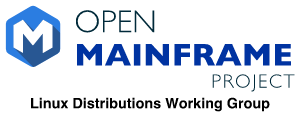 M
OPEN
MAINFRAME
PROJECT
Linux Distributions Working Group